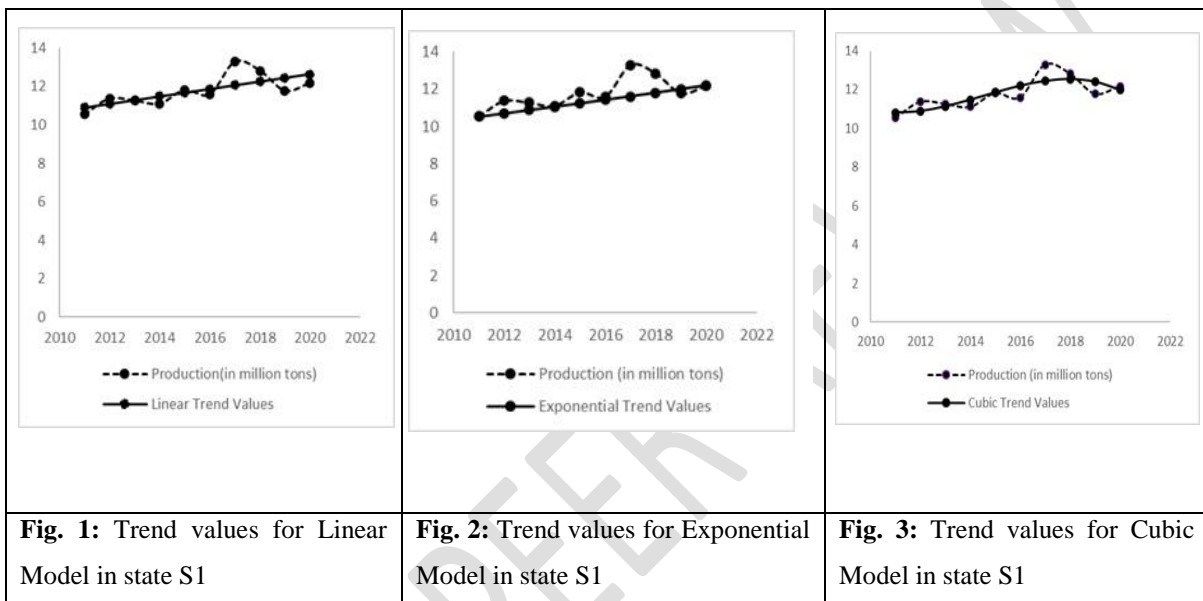 14
12
10
8
6
4
2
0
2010 2012 2014 2016 2018 2020 2022
Production(in million tons)
Linear Trend Values
14
12
10
8
6
4
2
0
2010 2012 2014 2016 2018 2020 2022
Production (in million tons)
Exponential Trend Values
14
12
10
8
6
4
2
0
2010 2012 2014 2016 2018 2020 2022
Production (in million tons)
Cubic Trend Values
Fig. 1: Trend values for Linear
Model in state S1
Fig. 2: Trend values for Exponential
Model in state S1
Fig. 3: Trend values for Cubic
Model in state S1
PEER